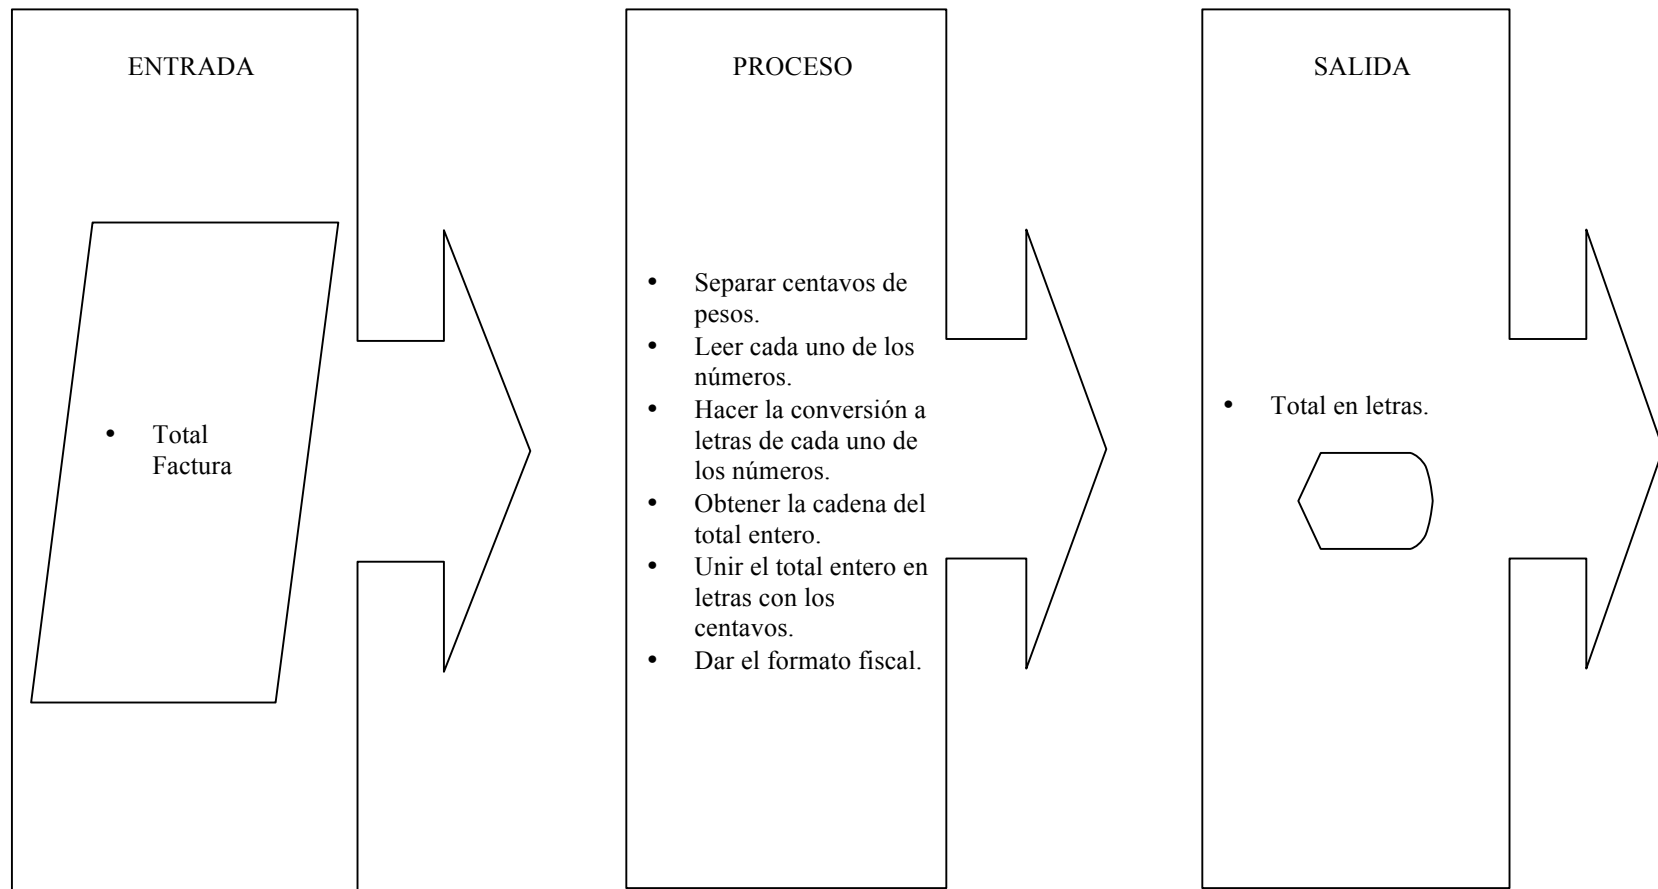 ENTRADA
• Total
Factura
PROCESO
• Separar centavos de
pesos.
• Leer cada uno de los
números.
• Hacer la conversión a
letras de cada uno de
los números.
• Obtener la cadena del
total entero.
• Unir el total entero en
letras con los
centavos.
• Dar el formato fiscal.
SALIDA
• Total en letras.